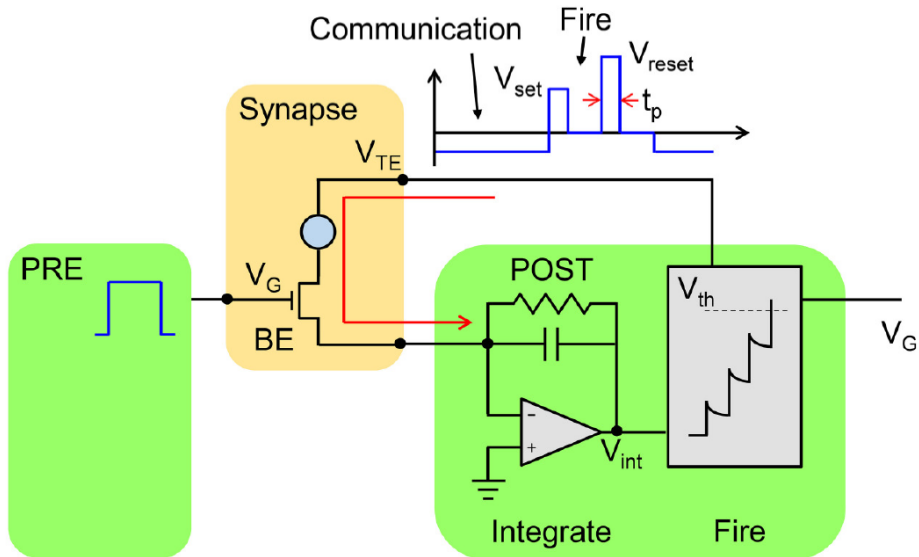 Communication
Fire
V_set
V_reset
t_p
Synapse
V_TE
PRE
V_G
BE
POST
V_th
V_G
−
+
V_int
Integrate
Fire